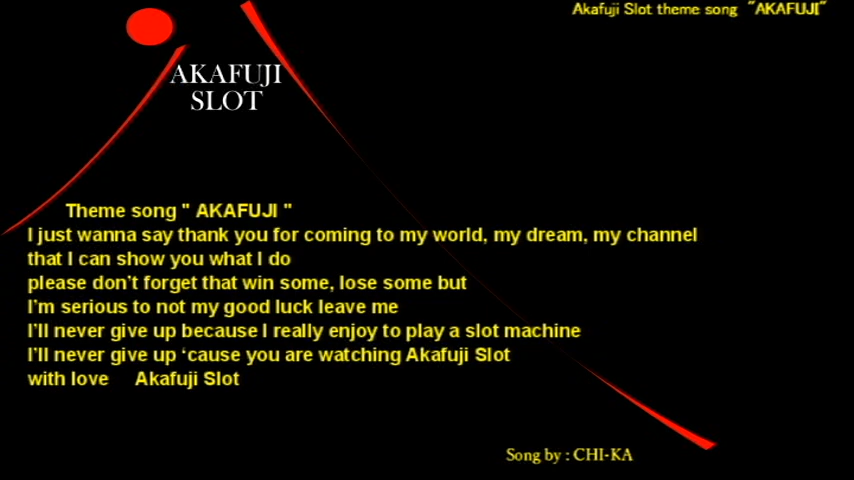 Akafuji Slot theme song "AKAFUJI"
AKAFUJI
SLOT
Theme song " AKAFUJI "
I just wanna say thank you for coming to my world, my dream, my channel
that I can show you what I do
please don't forget that win some, lose some but
I'm serious to not my good luck leave me
I'll never give up because I really enjoy to play a slot machine
I'll never give up ‘cause you are watching Akafuji Slot
with love Akafuji Slot
Song by : CHI-KA